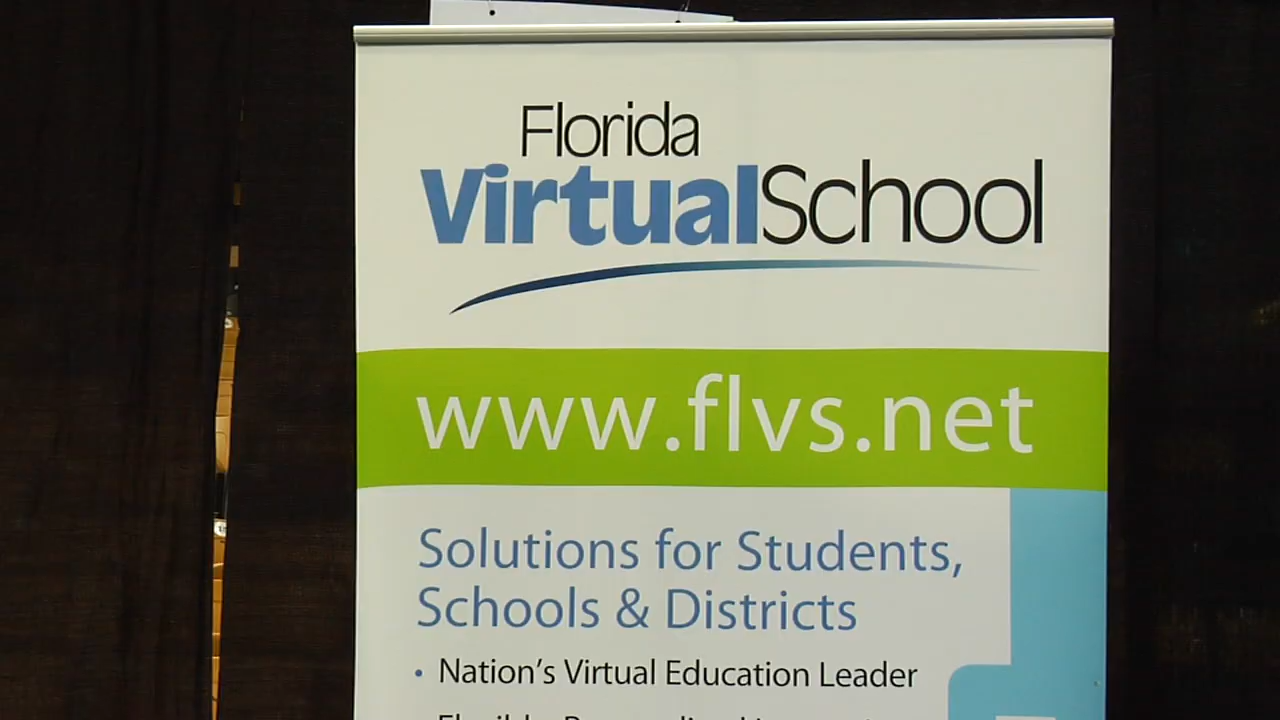 Florida
VirtualSchool
www.flvs.net
Solutions for Students,
Schools & Districts
• Nation's Virtual Education Leader